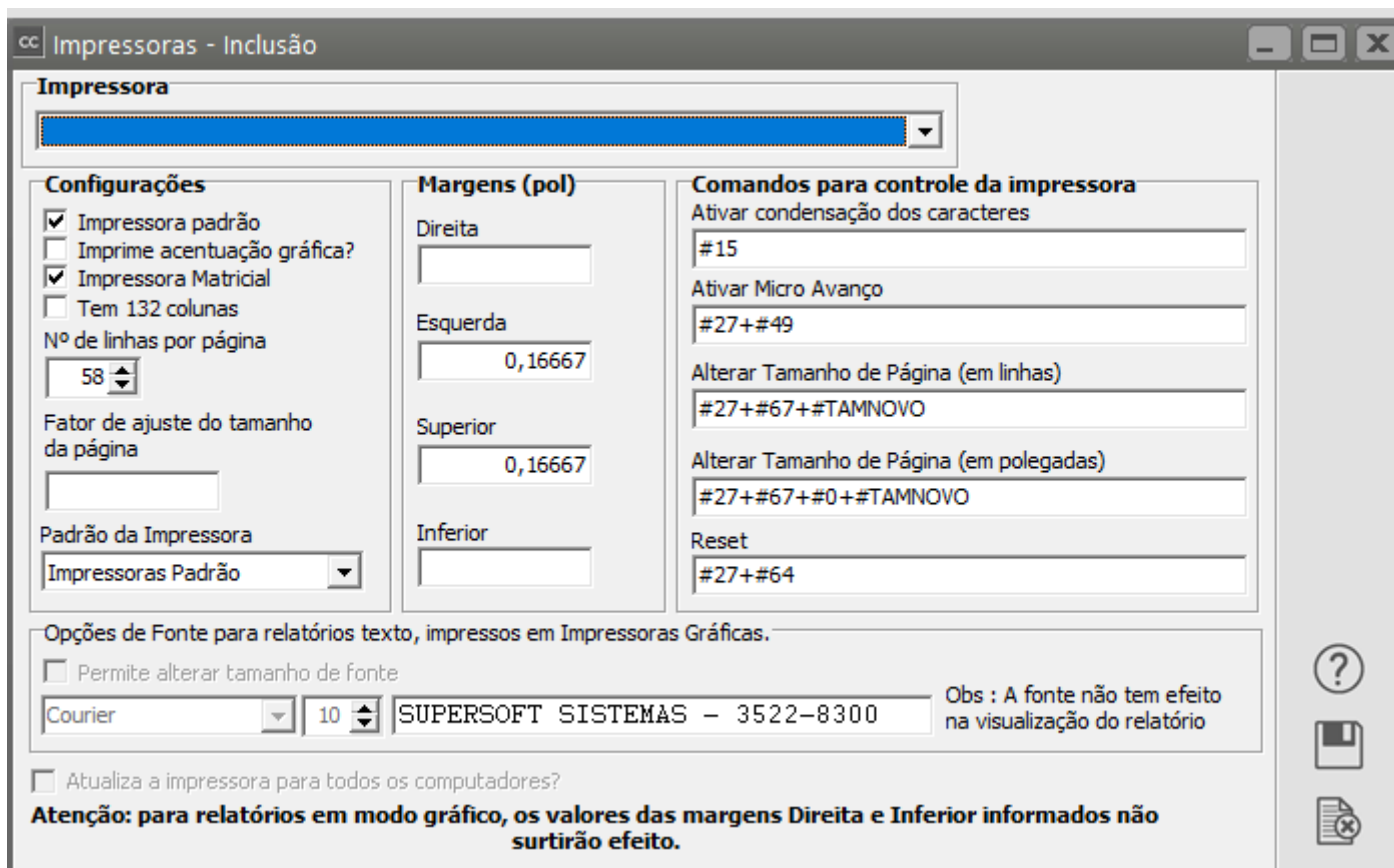 cc Impressoras - Inclusão
Impressora
Configurações
Impressora padrão
Imprime acentuação gráfica?
Impressora Matricial
Tem 132 colunas
Nº de linhas por página
58
Fator de ajuste do tamanho
da página
Padrão da Impressora
Impressoras Padrão
Margens (pol)
Direita
Esquerda
0,16667
Superior
0,16667
Inferior
Comandos para controle da impressora
Ativar condensação dos caracteres
#15
Ativar Micro Avanço
#27+#49
Alterar Tamanho de Página (em linhas)
#27+#67+#TAMNOVO
Alterar Tamanho de Página (em polegadas)
#27+#67+#0+#TAMNOVO
Reset
#27+#64
Opções de Fonte para relatórios texto, impressos em Impressoras Gráficas.
Permite alterar tamanho de fonte
Courier 10 SUPERSOFT SISTEMAS - 3522-8300
Obs : A fonte não tem efeito
na visualização do relatório
Atualiza a impressora para todos os computadores?
Atenção: para relatórios em modo gráfico, os valores das margens Direita e Inferior informados não
surtirão efeito.